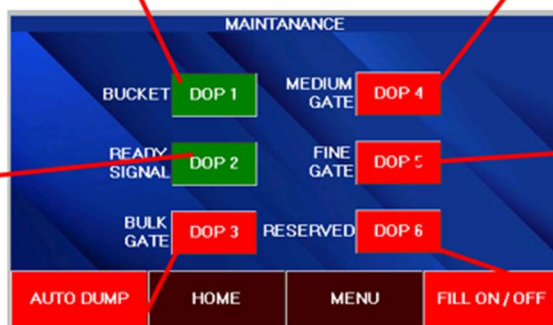 MAINTANANCE
BUCKET DOP 1
MEDIUM
GATE DOP 4
READY
SIGNAL DOP 2
FINE
GATE DOP 5
BULK
GATE DOP 3
RESERVED DOP 6
AUTO DUMP HOME MENU FILL ON / OFF